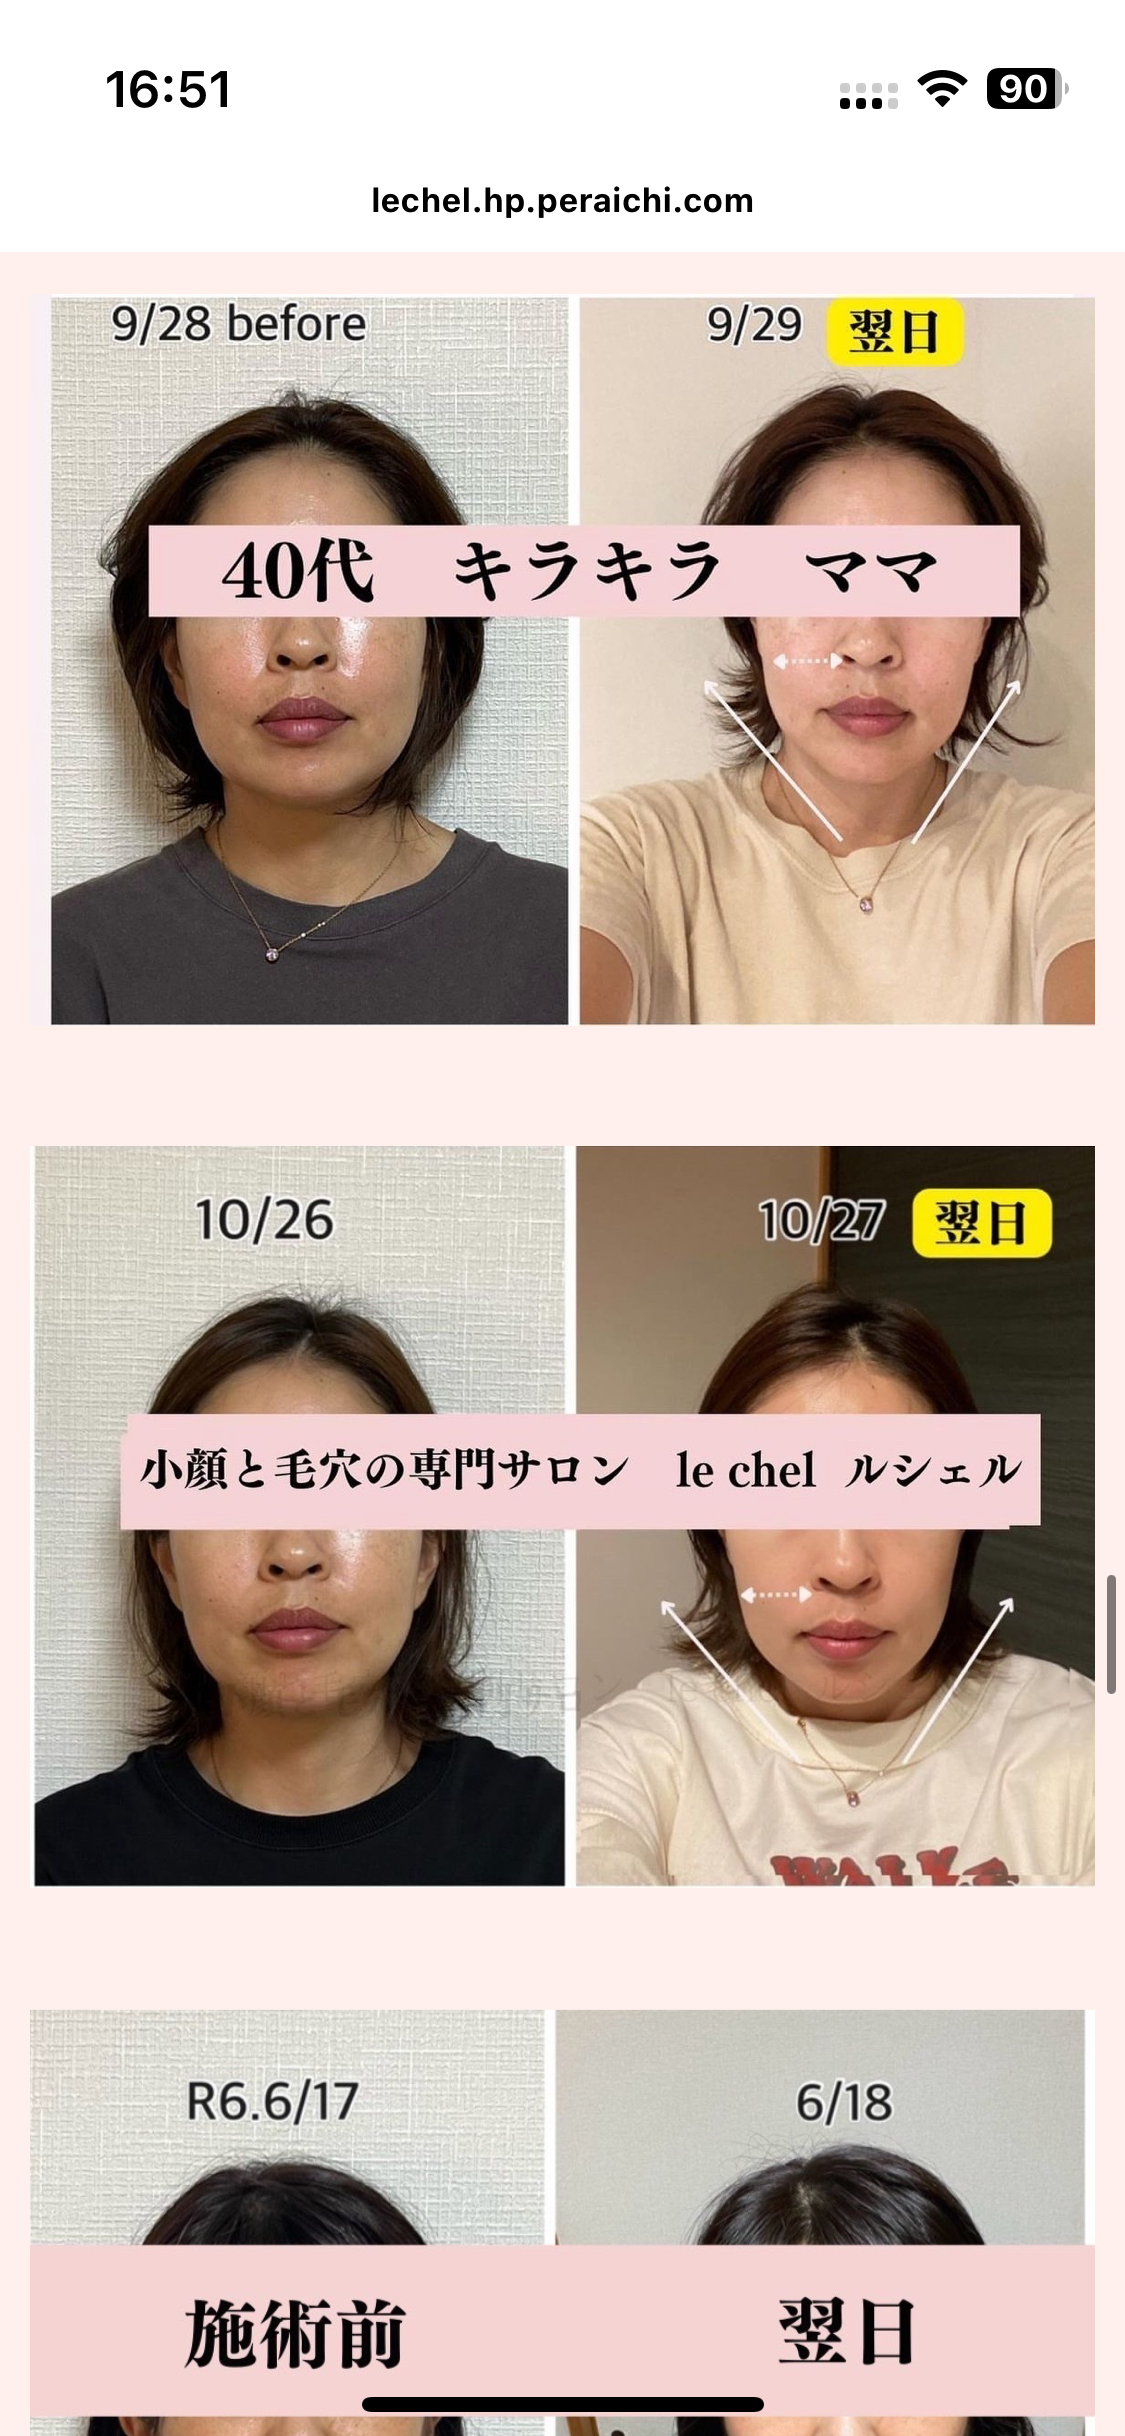 16:51
90
lechel.hp.peraichi.com
9/28 before
9/29 翌日
40代 キラキラ ママ
10/26
10/27 翌日
小顔と毛穴の専門サロン le chel ルシェル
R6.6/17
6/18
施術前
翌日